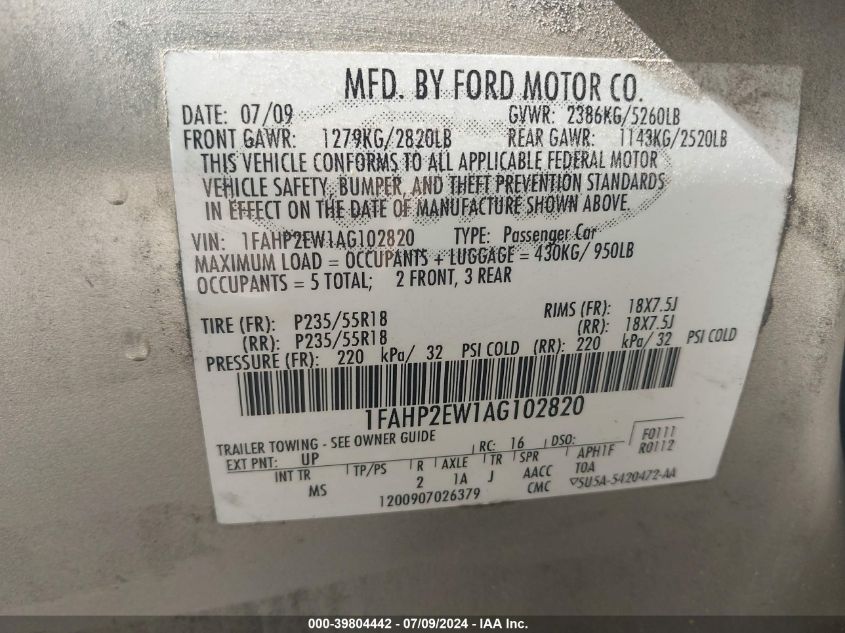 MFD. BY FORD MOTOR CO.
DATE: 07/09 GVWR: 2386KG/5260LB
FRONT GAWR: 1279KG/2820LB REAR GAWR: 1143KG/2520LB
THIS VEHICLE CONFORMS TO ALL APPLICABLE FEDERAL MOTOR
VEHICLE SAFETY, BUMPER, AND THEFT PREVENTION STANDARDS
IN EFFECT ON THE DATE OF MANUFACTURE SHOWN ABOVE.
VIN: 1FAHP2EW1AG102820 TYPE: Passenger Car
MAXIMUM LOAD = OCCUPANTS + LUGGAGE = 430KG/ 950LB
OCCUPANTS = 5 TOTAL; 2 FRONT, 3 REAR
TIRE (FR): P235/55R18 RIMS (FR): 18X7.5J
(RR): P235/55R18 (RR): 18X7.5J
PRESSURE (FR): 220 kPa/ 32 PSI COLD (RR): 220 kPa/ 32 PSI COLD
1FAHP2EW1AG102820
TRAILER TOWING - SEE OWNER GUIDE RC: 16 DSO: F0111
EXT PNT: UP APH1F R0112
INT TR TP/PS R AXLE TR SPR TOA
MS 2 1A J AACC
1200907026379 CMC 5U5A-5420472-AA
000-39804442 / 07/09/2024 - IAA Inc.